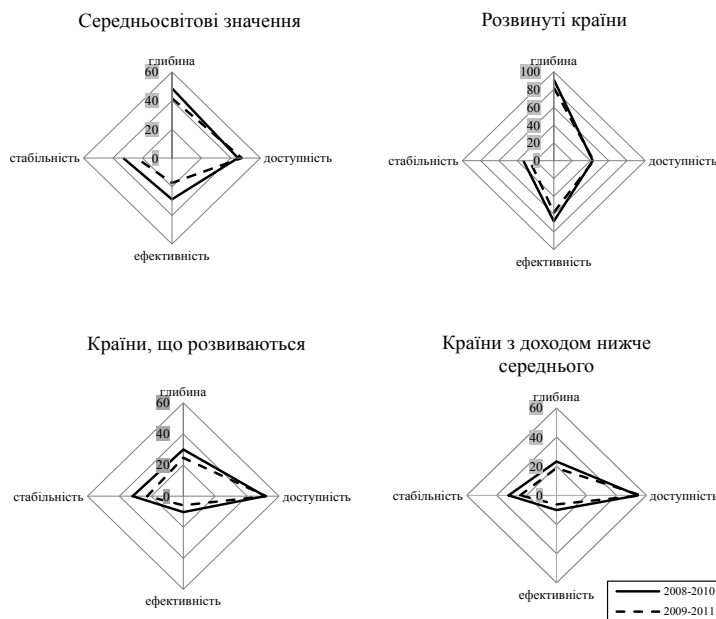 Середньосвітові значення
глибина
60
40
20
0
стабільність
доступність
ефективність
Розвинуті країни
глибина
100
80
60
40
20
0
стабільність
доступність
ефективність
Країни, що розвиваються
глибина
60
40
20
0
стабільність
доступність
ефективність
Країни з доходом нижче
середнього
глибина
60
40
20
0
стабільність
доступність
ефективність
2008-2010
2009-2011